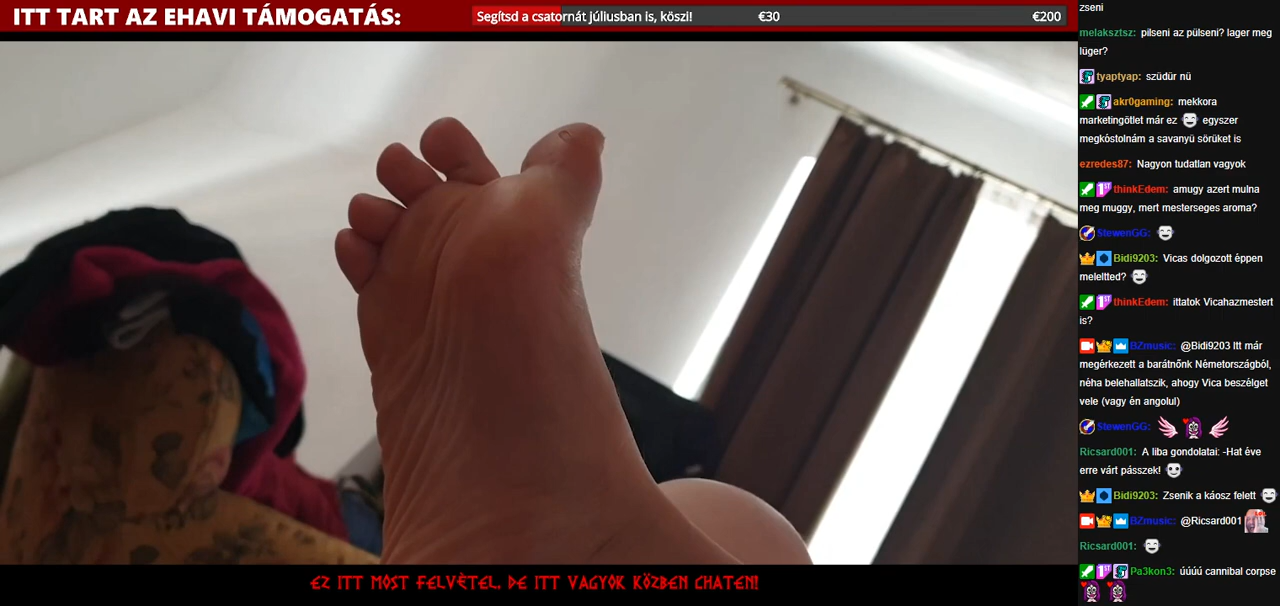 ITT TART AZ EHAVI TÁMOGATÁS:
Segítsd a csatornát júliusban is, köszi!
€30
€200
EZ ITT MOST FELVÉTEL, DE ITT VAGYOK KÖZBEN CHATEN!
zseni
melaksztsz: pilseni az pülseni? lager meg
lüger?
tyaptyap: szüdür nü
akr0gaming: mekkora
marketingötlet már ez egyszer
megkóstolnám a savanyú sörüket is
ezredes87: Nagyon tudatlan vagyok
thinkEdem: amugy azert mulna
meg muggy, mert mesterseges aroma?
StewenGG:
Bidi9203: Vicas dolgozott éppen
meletted?
thinkEdem: ittatok Vicahazmestert
is?
BZmusic: @Bidi9203 Itt már
megérkezett a barátnőnk Németországból,
néha belehallatszik, ahogy Vica beszélget
vele (vagy én angolul)
StewenGG:
Ricsard001: A liba gondolatai: -Hat éve
erre várt pásszek!
Bidi9203: Zsenik a káosz felett
BZmusic: @Ricsard001
Ricsard001:
Pa3kon3: úúúú cannibal corpse